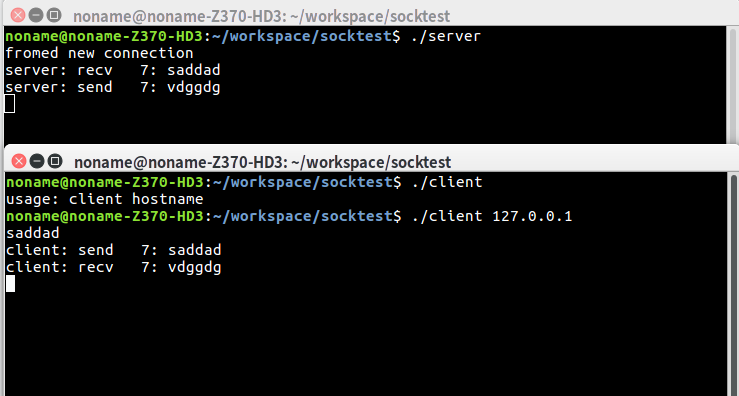 noname@noname-Z370-HD3: ~/workspace/socktest
noname@noname-Z370-HD3:~/workspace/socktest$ ./server
fromed new connection
server: recv   7: saddad
server: send   7: vdggdg
noname@noname-Z370-HD3: ~/workspace/socktest
noname@noname-Z370-HD3:~/workspace/socktest$ ./client
usage: client hostname
noname@noname-Z370-HD3:~/workspace/socktest$ ./client 127.0.0.1
saddad
client: send   7: saddad
client: recv   7: vdggdg